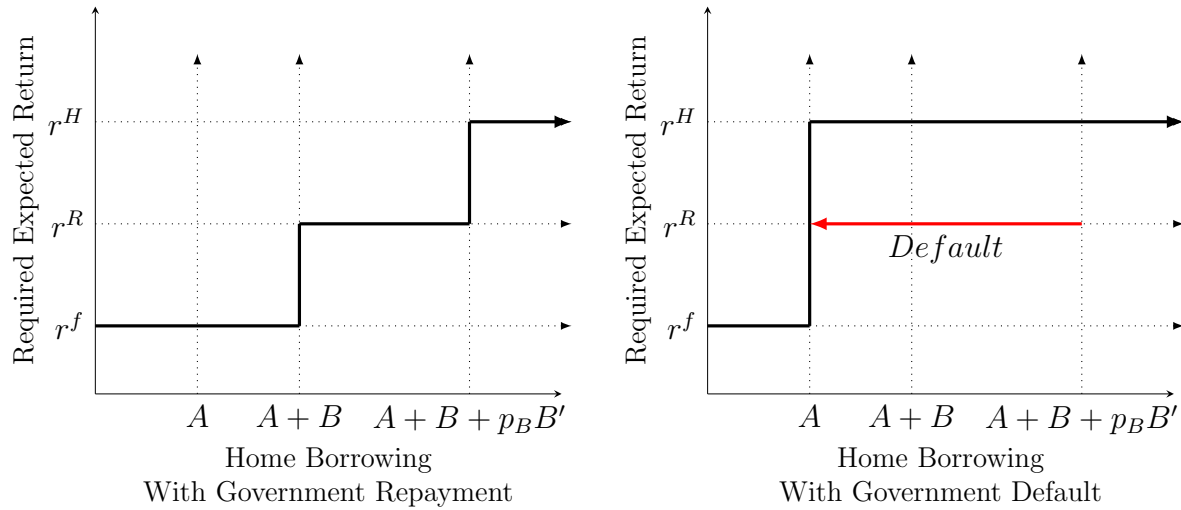 Required Expected Return
r^H
r^R
r^f
A
A + B
A + B + p_B B′
Home Borrowing
With Government Repayment
Required Expected Return
r^H
r^R
r^f
Default
A
A + B
A + B + p_B B′
Home Borrowing
With Government Default